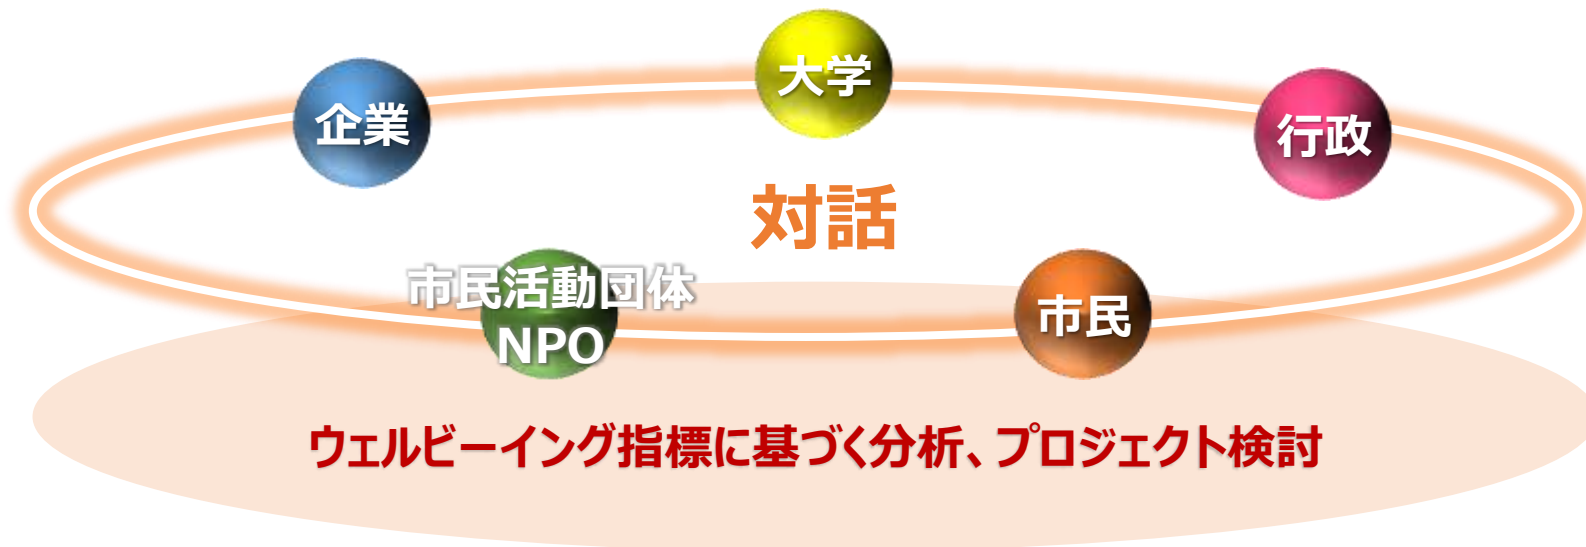 大学
企業
行政
対話
市民活動団体
NPO
市民
ウェルビーイング指標に基づく分析、プロジェクト検討